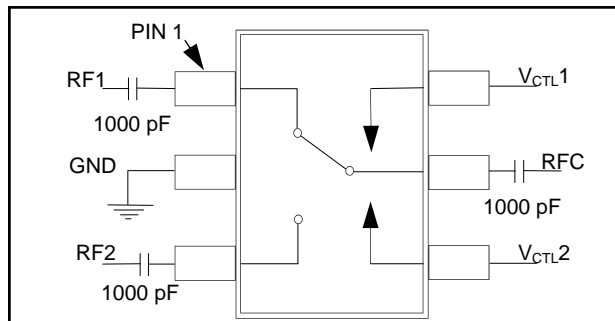 PIN 1
RF1
1000 pF
GND
RF2
1000 pF
V_CTL1
RFC
1000 pF
V_CTL2